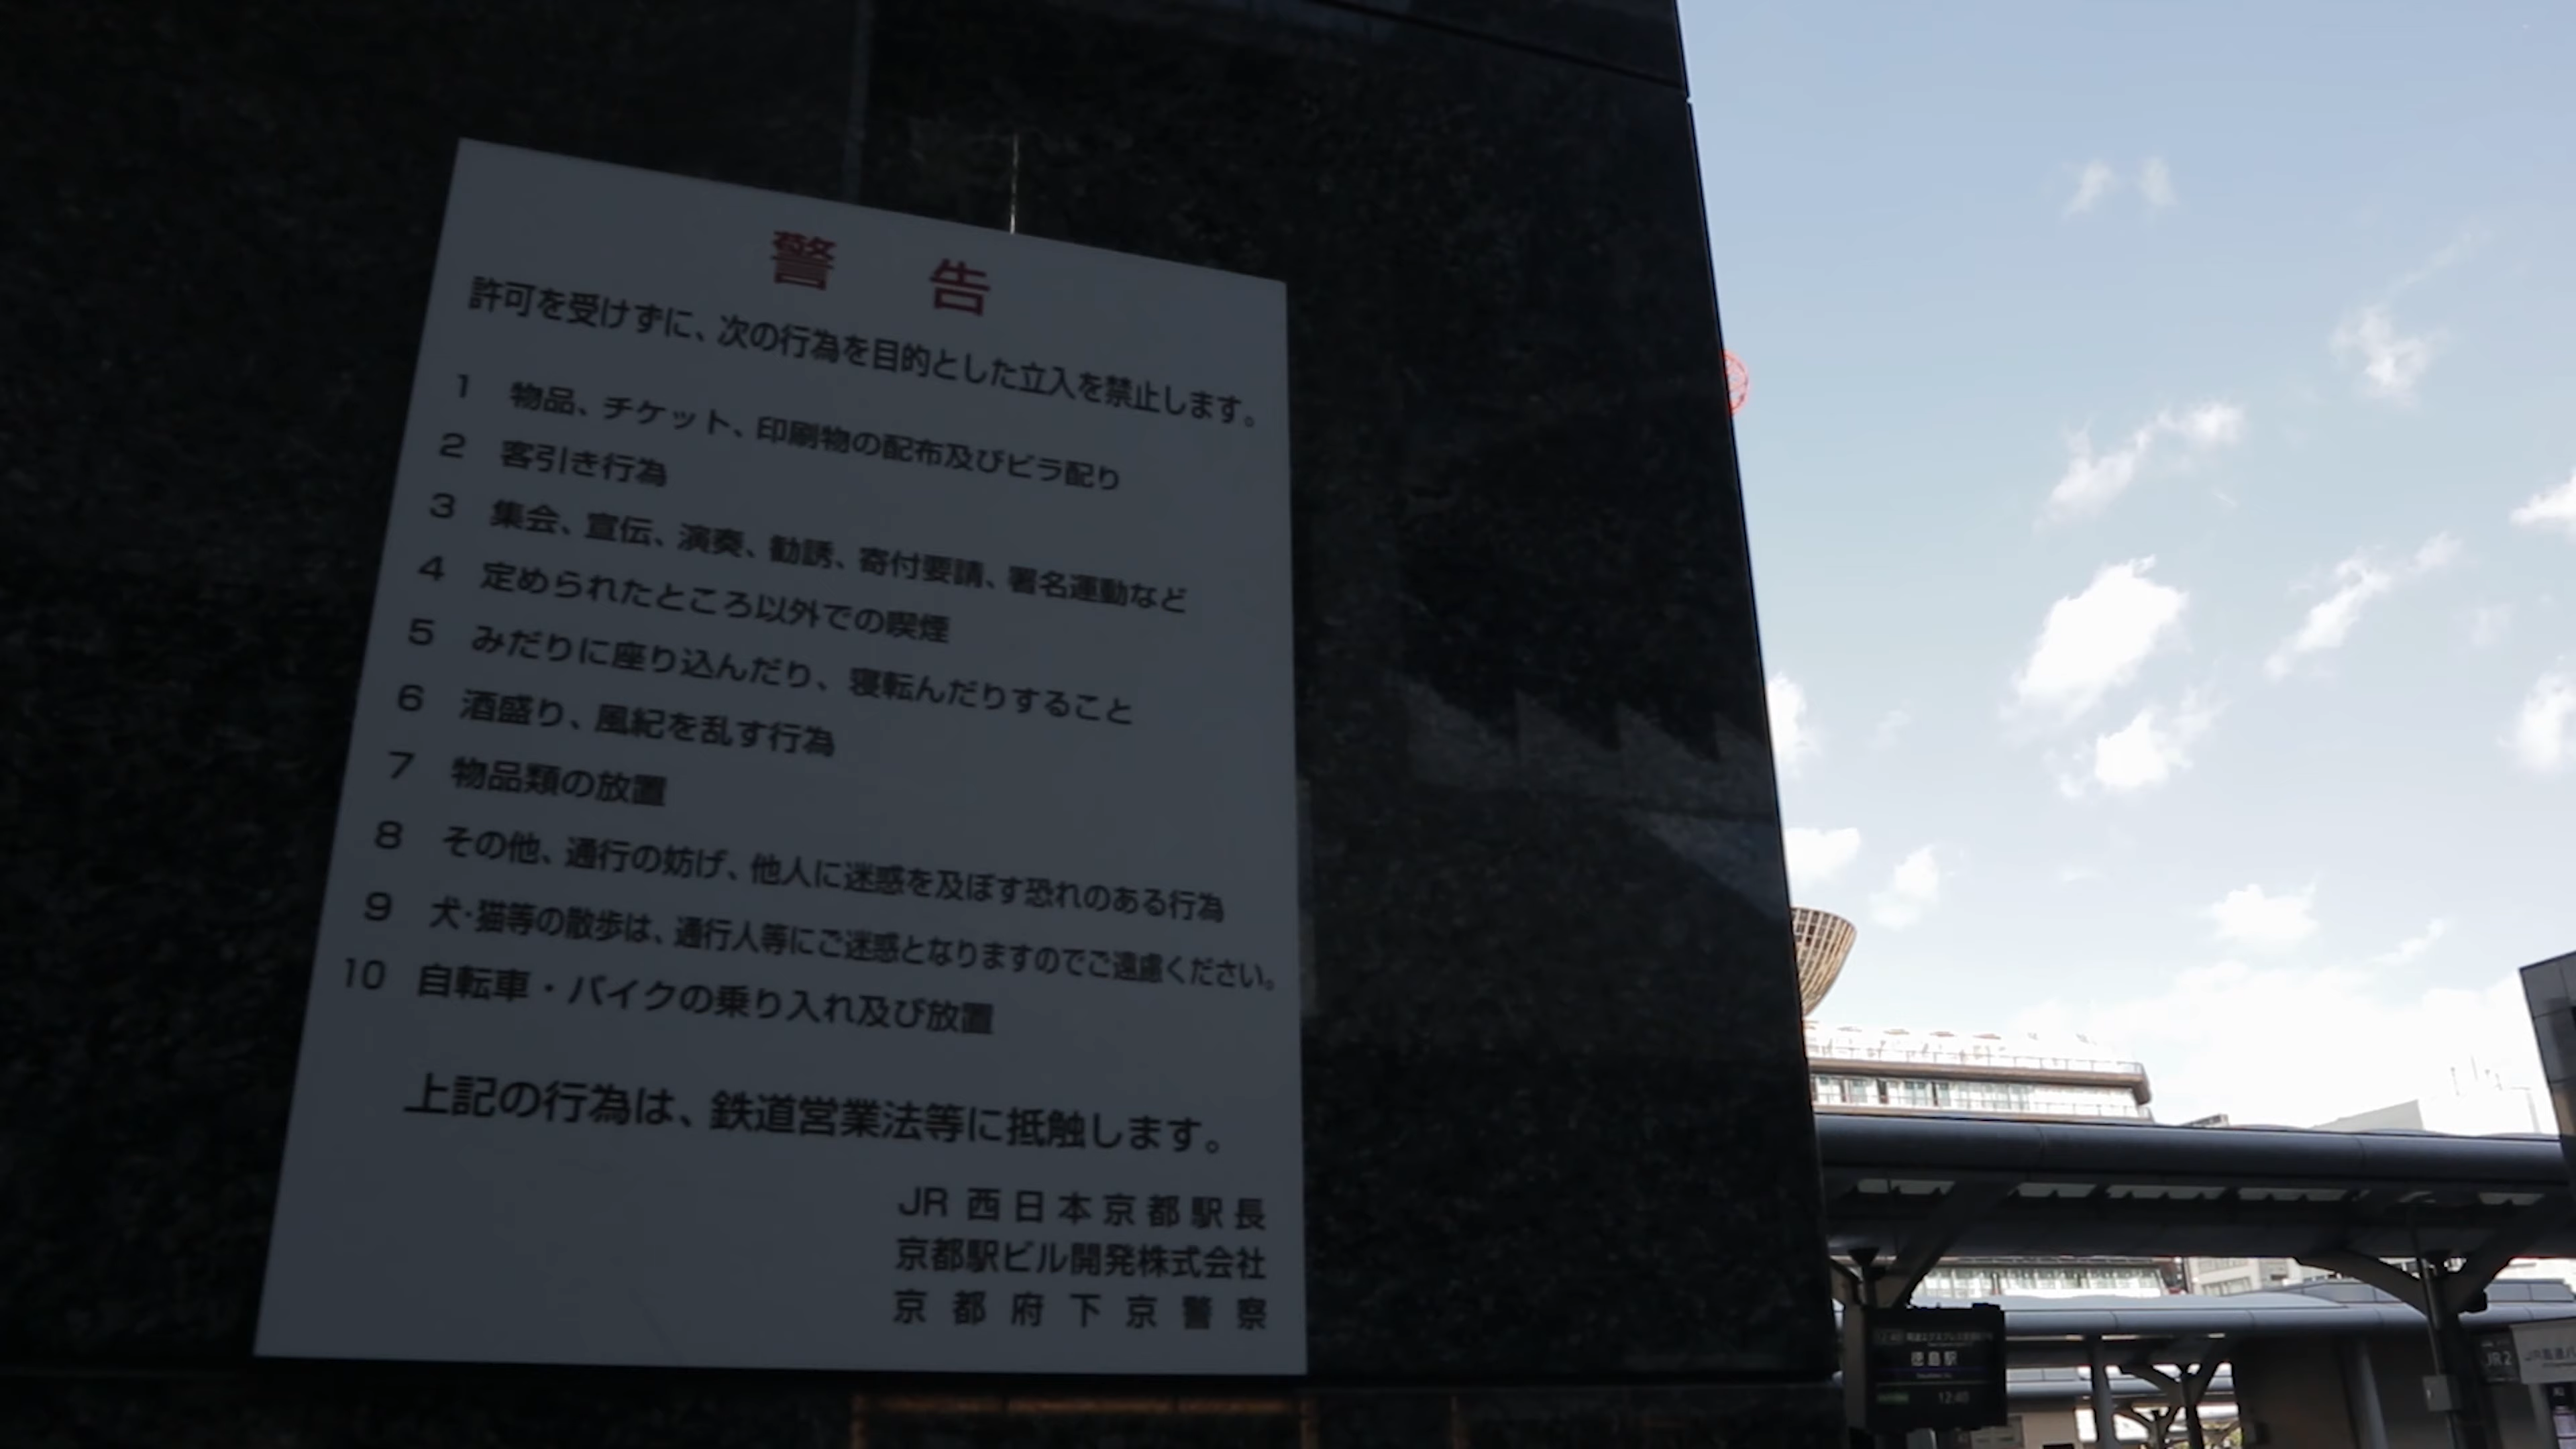 警 告
許可を受けずに、次の行為を目的とした立入を禁止します。
1 物品、チケット、印刷物の配布及びビラ配り
2 客引き行為
3 集会、宣伝、演奏、勧誘、寄付要請、署名運動など
4 定められたところ以外での喫煙
5 みだりに座り込んだり、寝転んだりすること
6 酒盛り、風紀を乱す行為
7 物品類の放置
8 その他、通行の妨げ、他人に迷惑を及ぼす恐れのある行為
9 犬・猫等の散歩は、通行人等にご迷惑となりますのでご遠慮ください。
10 自転車・バイクの乗り入れ及び放置
上記の行為は、鉄道営業法等に抵触します。
JR 西日本京都駅長
京都駅ビル開発株式会社
京都府下京警察
12:40
JR2